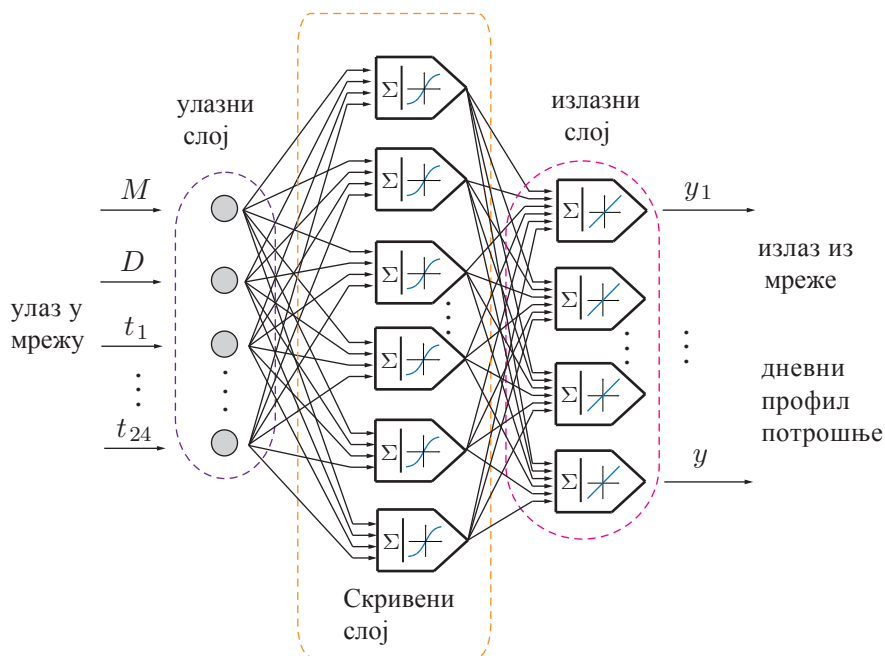 улазни
слој
излазни
слој
M
D
t1
t24
улаз у
мрежу
Σ
Σ
Σ
Σ
Σ
Σ
Σ
Σ
Σ
Σ
y1
y
излаз из
мреже
дневни
профил
потрошње
Скривени
слој